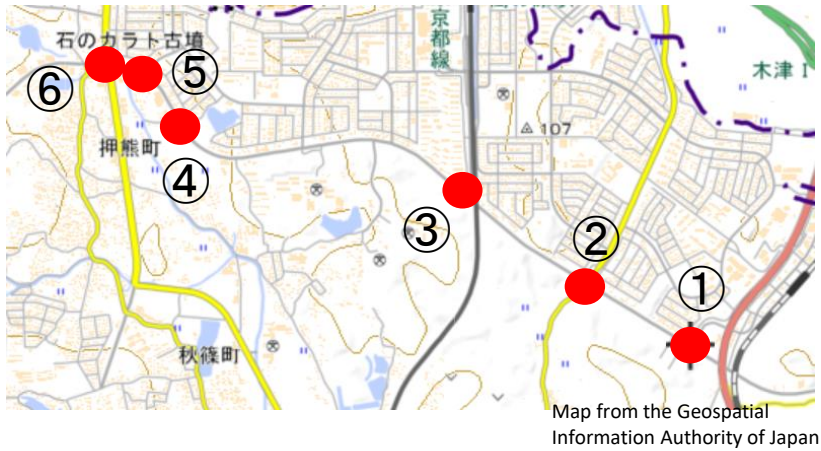 石のカラト古墳
京都線
木津I
⑥
⑤
107
押熊町
④
③
②
①
秋篠町
Map from the Geospatial
Information Authority of Japan